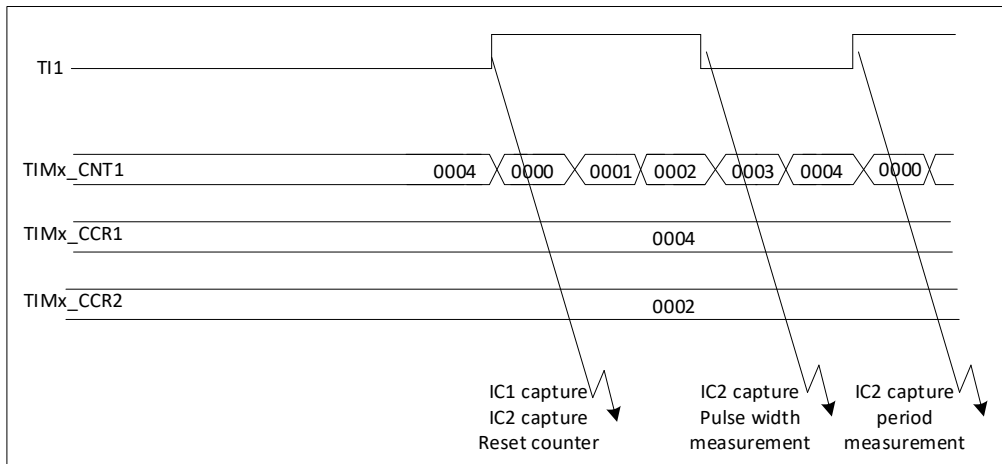 TI1
TIMx_CNT1
0004 0000 0001 0002 0003 0004 0000
TIMx_CCR1
0004
TIMx_CCR2
0002
IC1 capture
IC2 capture
Reset counter
IC2 capture
Pulse width
measurement
IC2 capture
period
measurement